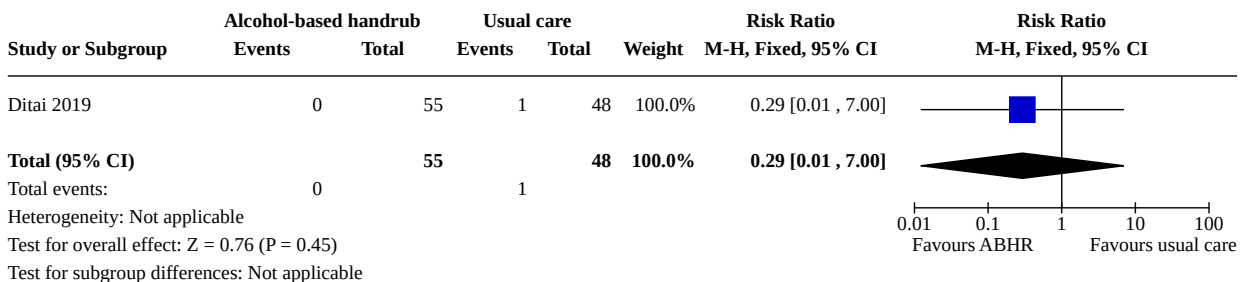 Alcohol-based handrub Usual care Risk Ratio Risk Ratio
Study or Subgroup Events Total Events Total Weight M-H, Fixed, 95% CI M-H, Fixed, 95% CI
Ditai 2019 0 55 1 48 100.0% 0.29 [0.01 , 7.00]
Total (95% CI) 55 48 100.0% 0.29 [0.01 , 7.00]
Total events: 0 1
Heterogeneity: Not applicable
0.01 0.1 1 10 100
Test for overall effect: Z = 0.76 (P = 0.45)
Favours ABHR Favours usual care
Test for subgroup differences: Not applicable